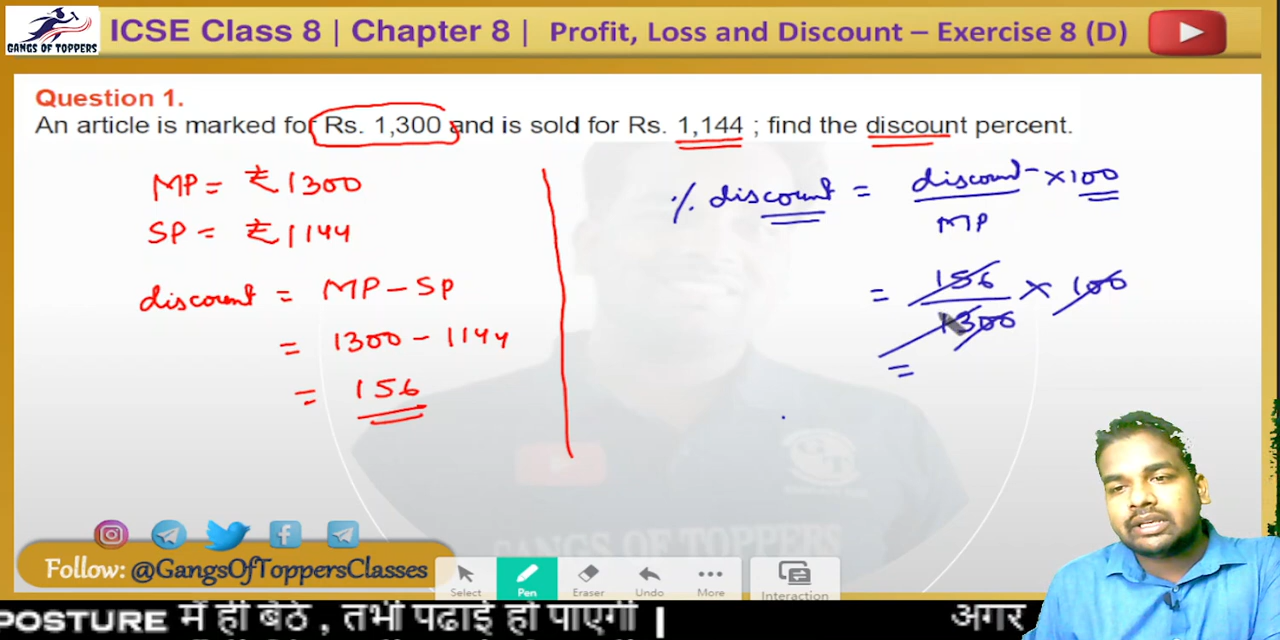 GANGS OF TOPPERS
ICSE Class 8 | Chapter 8 | Profit, Loss and Discount – Exercise 8 (D)
Question 1.
An article is marked for Rs. 1,300 and is sold for Rs. 1,144 ; find the discount percent.
MP = ₹ 1300
SP = ₹ 1144
discount = MP – SP
= 1300 – 1144
= 156
% discount = discount × 100
MP
= 156 × 100
1300
=
GANGS OF TOPPERS
Follow: @GangsOfToppersClasses
Select Pen Eraser Undo More Interaction
POSTURE में ही बैठे , तभी पढाई हो पाएगी | अगर